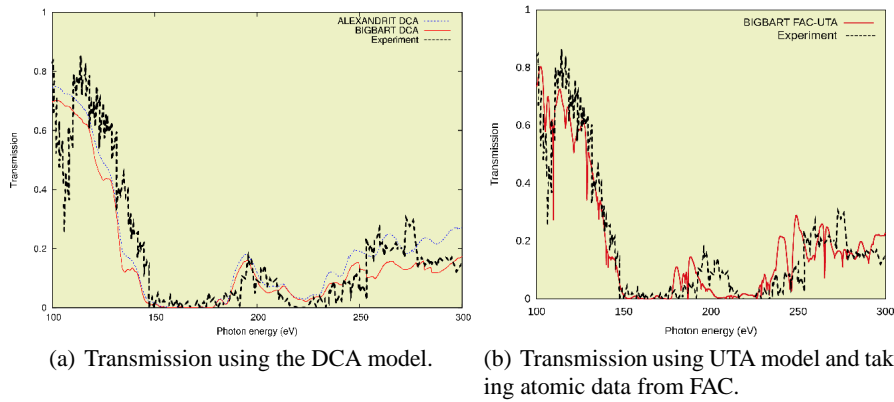 ALEXANDRIT DCA
BIGBART DCA
Experiment
1
0.8
0.6
0.4
0.2
0
Transmission
100
150
200
250
300
Photon energy (eV)
(a) Transmission using the DCA model.
BIGBART FAC-UTA
Experiment
1
0.8
0.6
0.4
0.2
0
Transmission
100
150
200
250
300
Photon energy (eV)
(b) Transmission using UTA model and tak
ing atomic data from FAC.